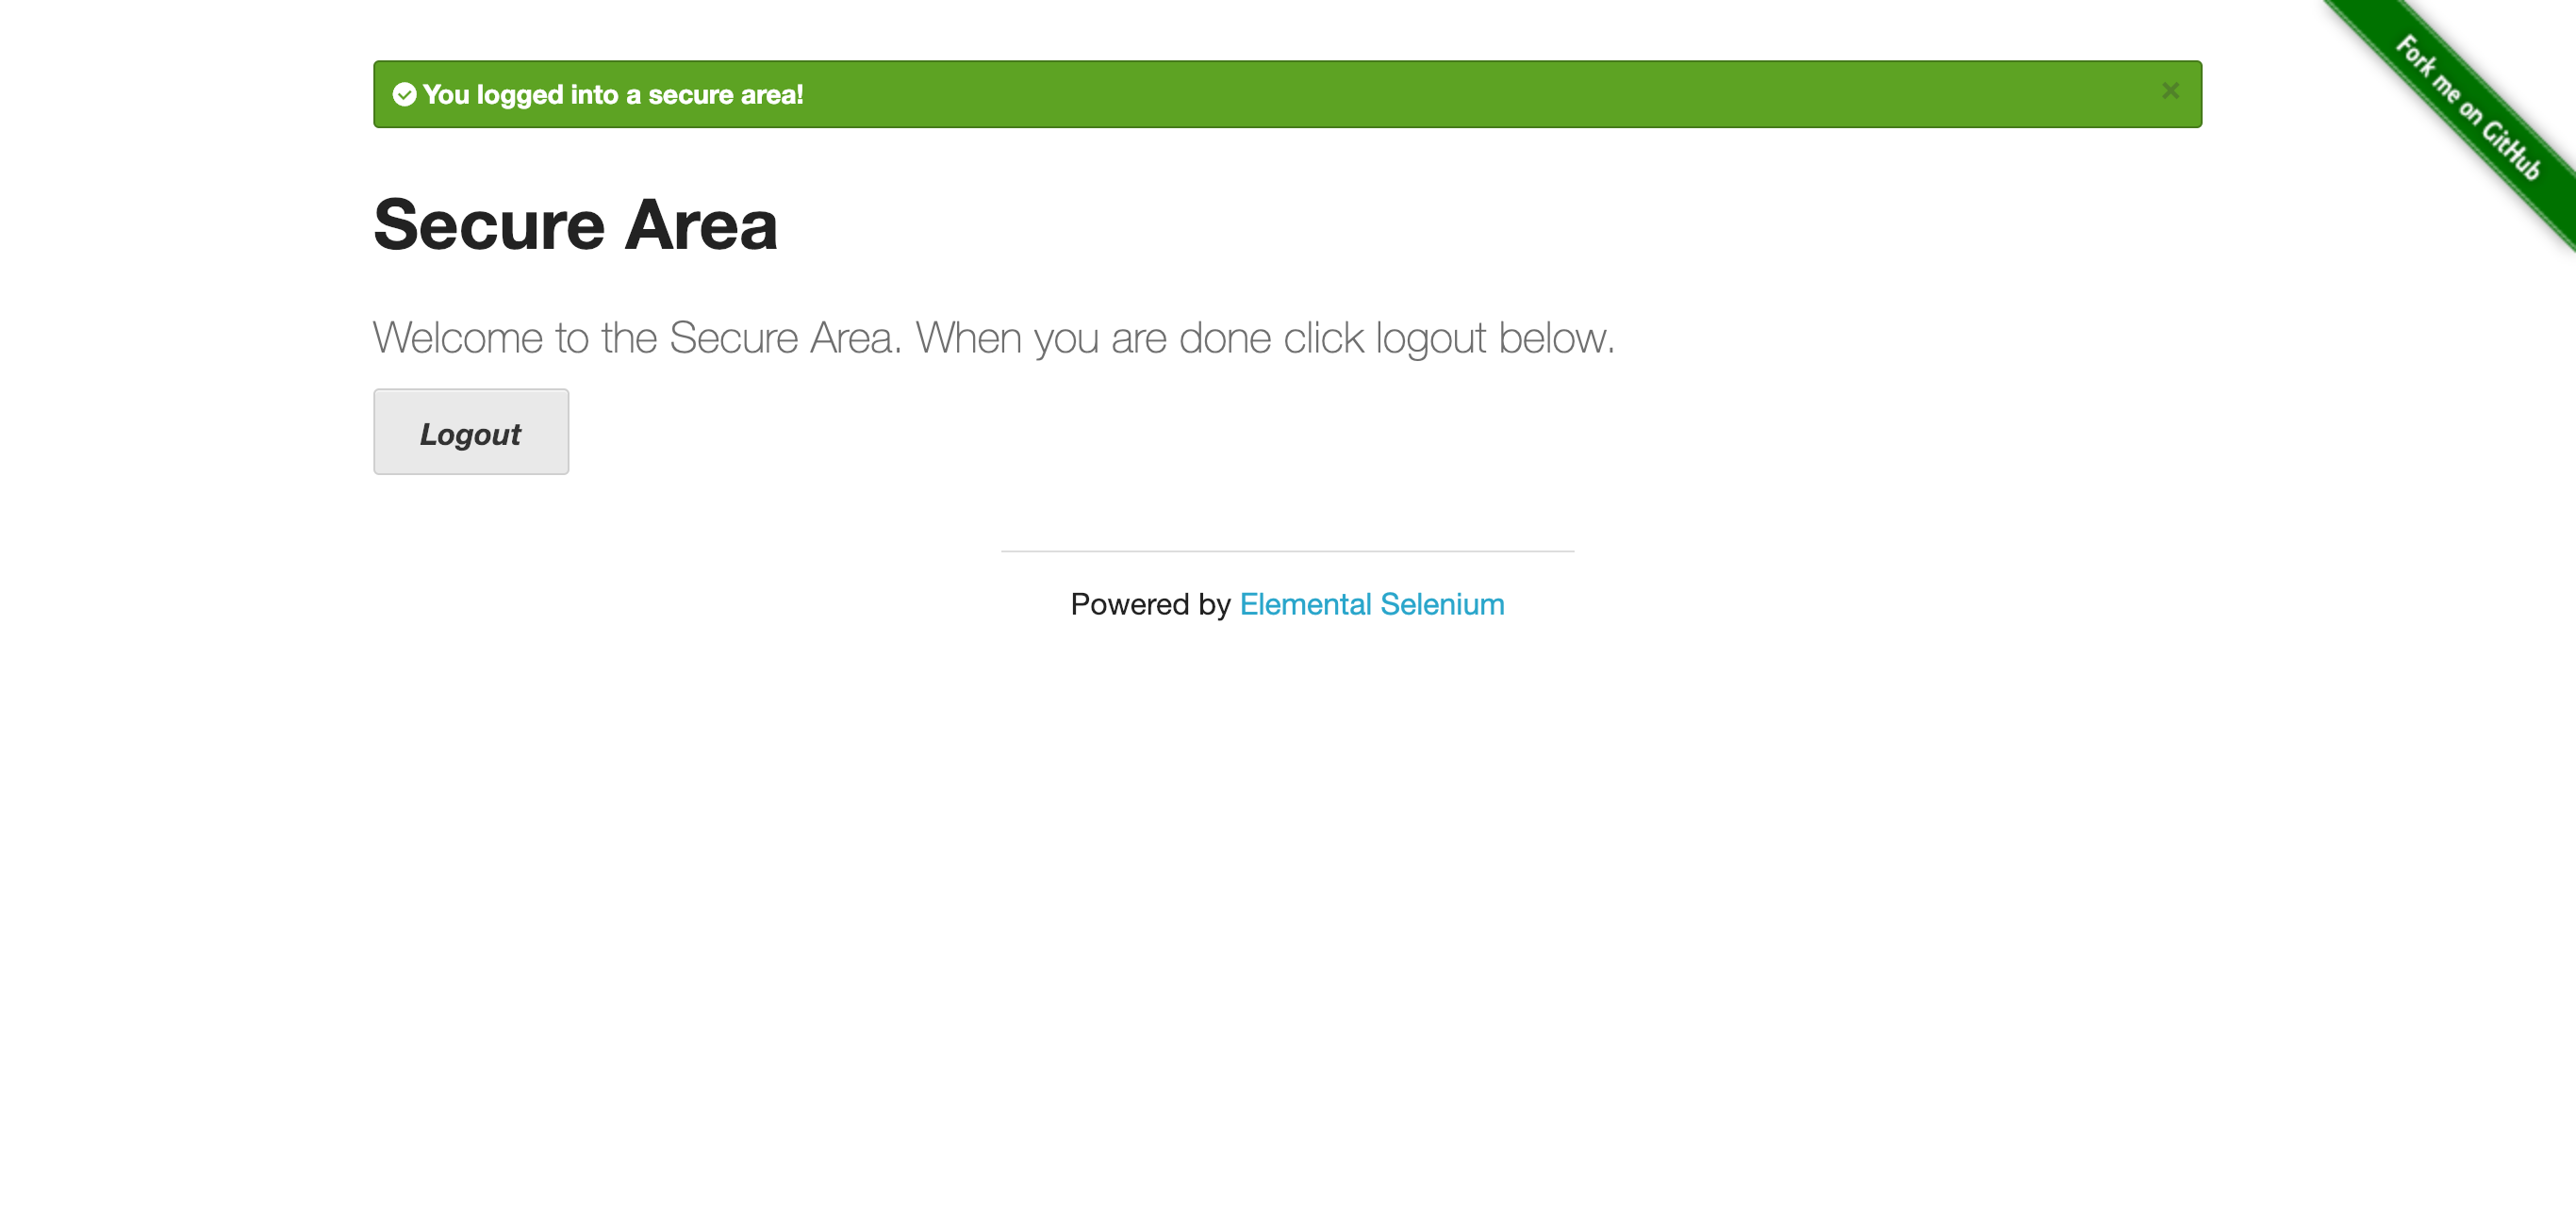 You logged into a secure area!
×
Fork me on GitHub
Secure Area
Welcome to the Secure Area. When you are done click logout below.
Logout
Powered by Elemental Selenium